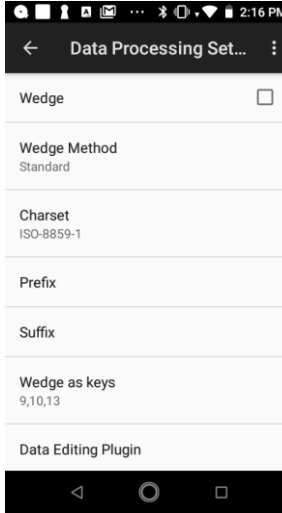 2:16 PM
Data Processing Set...
Wedge
Wedge Method
Standard
Charset
ISO-8859-1
Prefix
Suffix
Wedge as keys
9,10,13
Data Editing Plugin